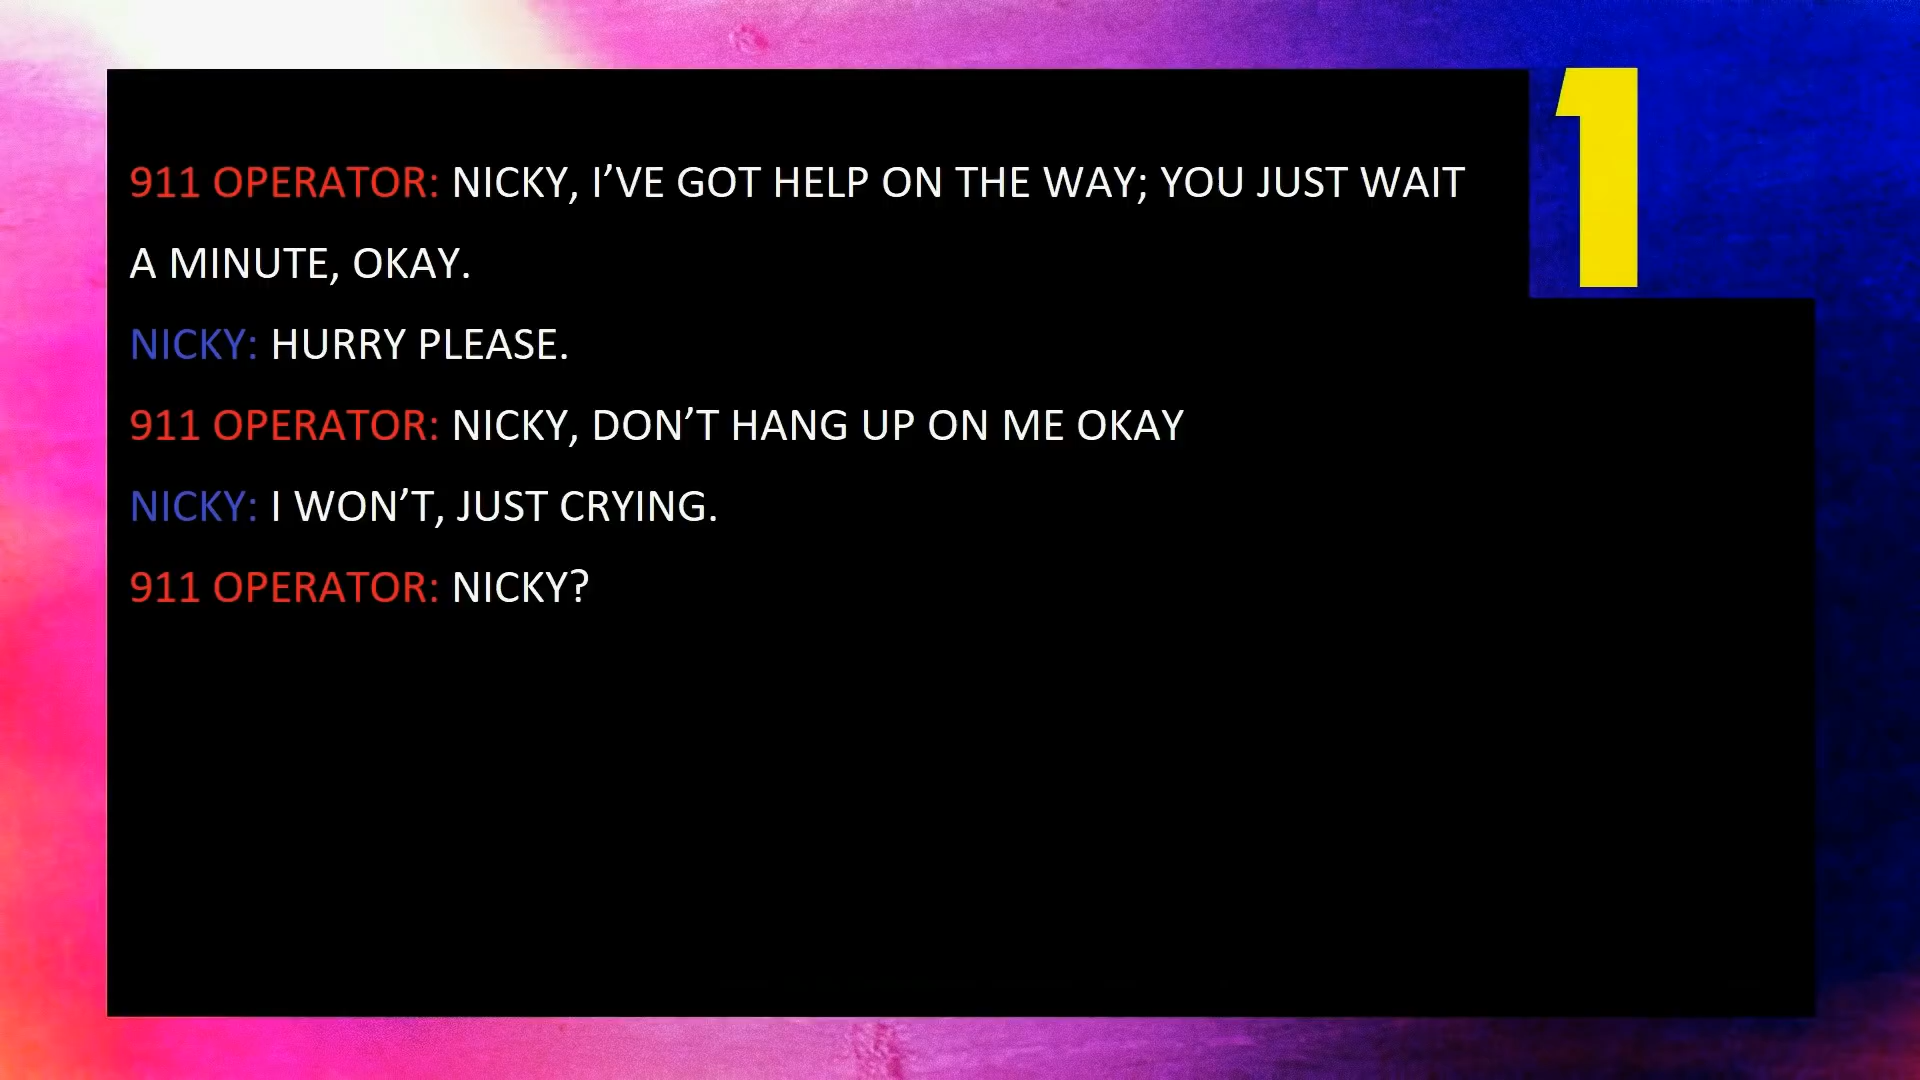 1
911 OPERATOR: NICKY, I’VE GOT HELP ON THE WAY; YOU JUST WAIT
A MINUTE, OKAY.
NICKY: HURRY PLEASE.
911 OPERATOR: NICKY, DON’T HANG UP ON ME OKAY
NICKY: I WON’T, JUST CRYING.
911 OPERATOR: NICKY?